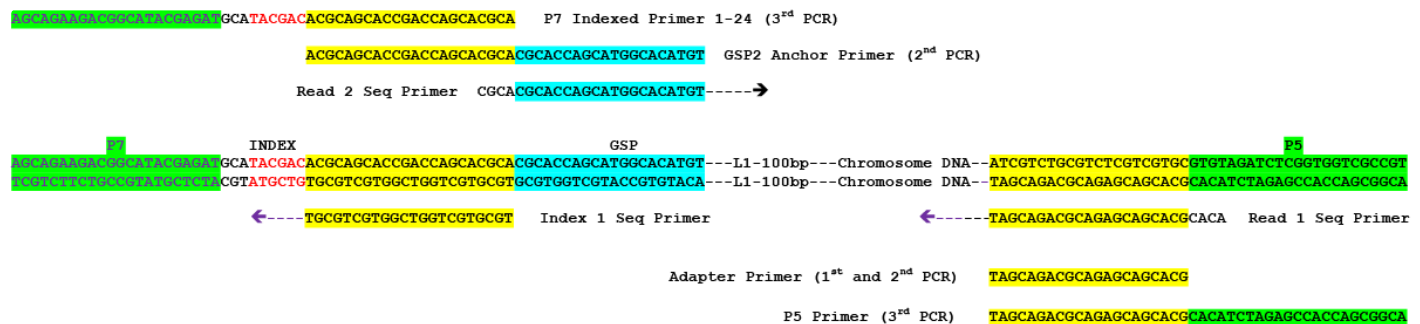 AGCAGAAGACGGCATACGAGATGCATACGACACGCAGCACCGACCAGCACGCA P7 Indexed Primer 1-24 (3rd PCR)
ACGCAGCACCGACCAGCACGCACGCACCAGCATGGCACATGT GSP2 Anchor Primer (2nd PCR)
Read 2 Seq Primer CGCACGCACCAGCATGGCACATGT-----→
P7 INDEX GSP P5
AGCAGAAGACGGCATACGAGATGCATACGACACGCAGCACCGACCAGCACGCACGCACCAGCATGGCACATGT---L1-100bp---Chromosome DNA--ATCGTCTGCGTCTCGTCGTGCGTGTAGATCTCGGTGGTCGCCGT
TCGTCTTCTGCCGTATGCTCTACGTATGCTGTGCGTCGTGGCTGGTCGTGCGTGCGTGGTCGTACCGTGTACA---L1-100bp---Chromosome DNA--TAGCAGACGCAGAGCAGCACGCACATCTAGAGCCACCAGCGGCA
←----TGCGTCGTGGCTGGTCGTGCGT Index 1 Seq Primer ←------TAGCAGACGCAGAGCAGCACGCACA Read 1 Seq Primer
Adapter Primer (1st and 2nd PCR) TAGCAGACGCAGAGCAGCACG
P5 Primer (3rd PCR) TAGCAGACGCAGAGCAGCACGCACATCTAGAGCCACCAGCGGCA